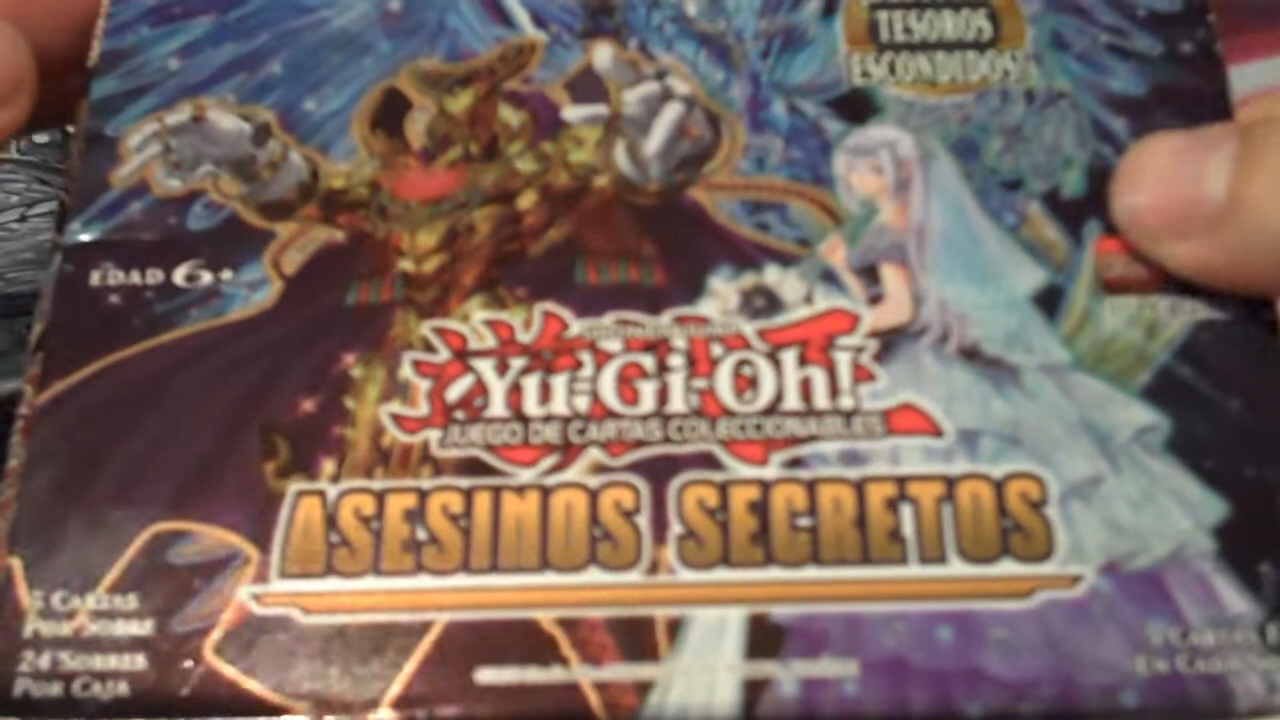 TESOROS
ESCONDIDOS!
EDAD 6+
Yu-Gi-Oh!
JUEGO DE CARTAS COLECCIONABLES
ASESINOS SECRETOS
5 CARTAS
POR SOBRE
24 SOBRES
POR CAJA